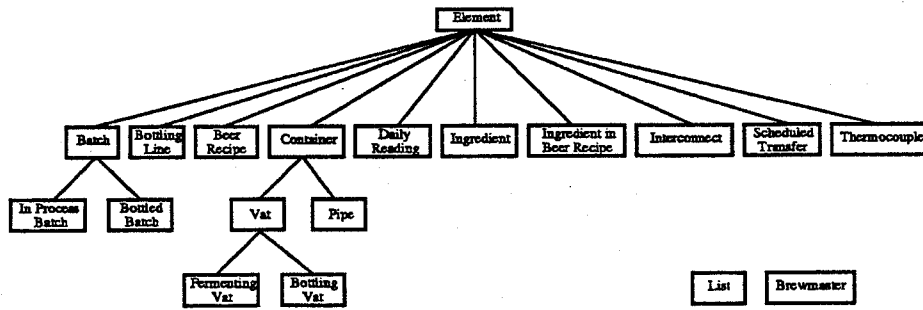 Element
Batch
Bottling
Line
Beer
Recipe
Container
Daily
Reading
Ingredient
Ingredient in
Beer Recipe
Interconnect
Scheduled
Transfer
Thermocouple
In Process
Batch
Bottled
Batch
Vat
Pipe
Fermenting
Vat
Bottling
Vat
List
Brewmaster